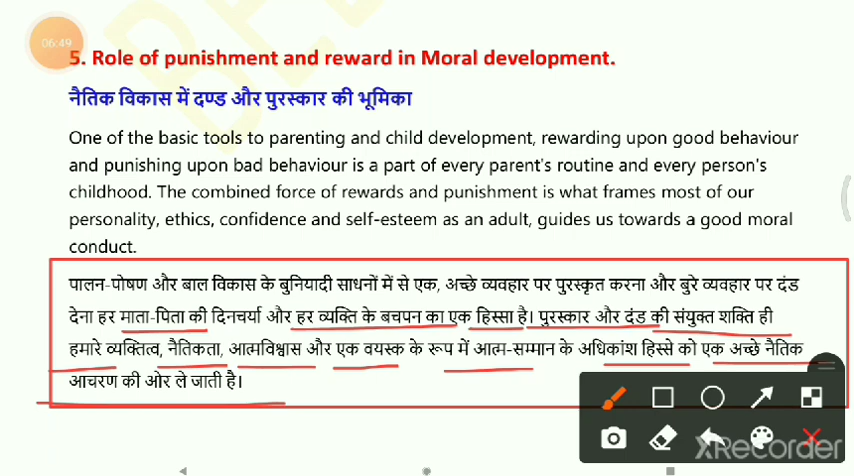 06:49
5. Role of punishment and reward in Moral development.
नैतिक विकास में दण्ड और पुरस्कार की भूमिका
One of the basic tools to parenting and child development, rewarding upon good behaviour
and punishing upon bad behaviour is a part of every parent's routine and every person's
childhood. The combined force of rewards and punishment is what frames most of our
personality, ethics, confidence and self-esteem as an adult, guides us towards a good moral
conduct.
पालन-पोषण और बाल विकास के बुनियादी साधनों में से एक, अच्छे व्यवहार पर पुरस्कृत करना और बुरे व्यवहार पर दंड
देना हर माता-पिता की दिनचर्या और हर व्यक्ति के बचपन का एक हिस्सा है। पुरस्कार और दंड की संयुक्त शक्ति ही
हमारे व्यक्तित्व, नैतिकता, आत्मविश्वास और एक वयस्क के रूप में आत्म-सम्मान के अधिकांश हिस्से को एक अच्छे नैतिक
आचरण की ओर ले जाती है।
XRecorder